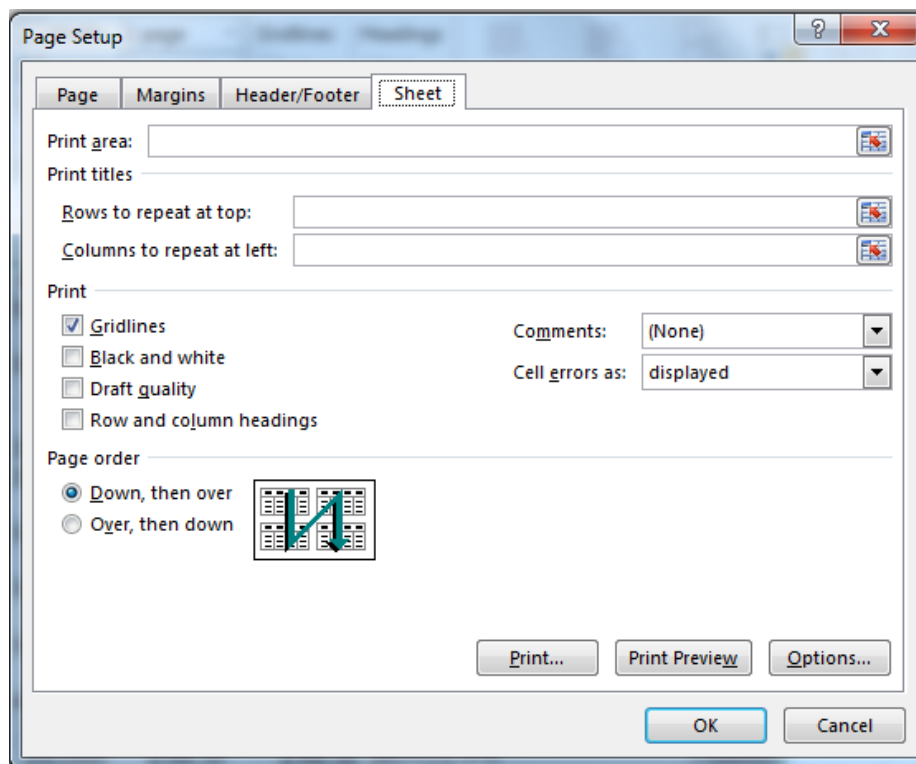 Page Setup
Page Margins Header/Footer Sheet
Print area:
Print titles
Rows to repeat at top:
Columns to repeat at left:
Print
Gridlines
Comments: (None)
Black and white
Cell errors as: displayed
Draft quality
Row and column headings
Page order
Down, then over
Over, then down
Print... Print Preview Options...
OK Cancel